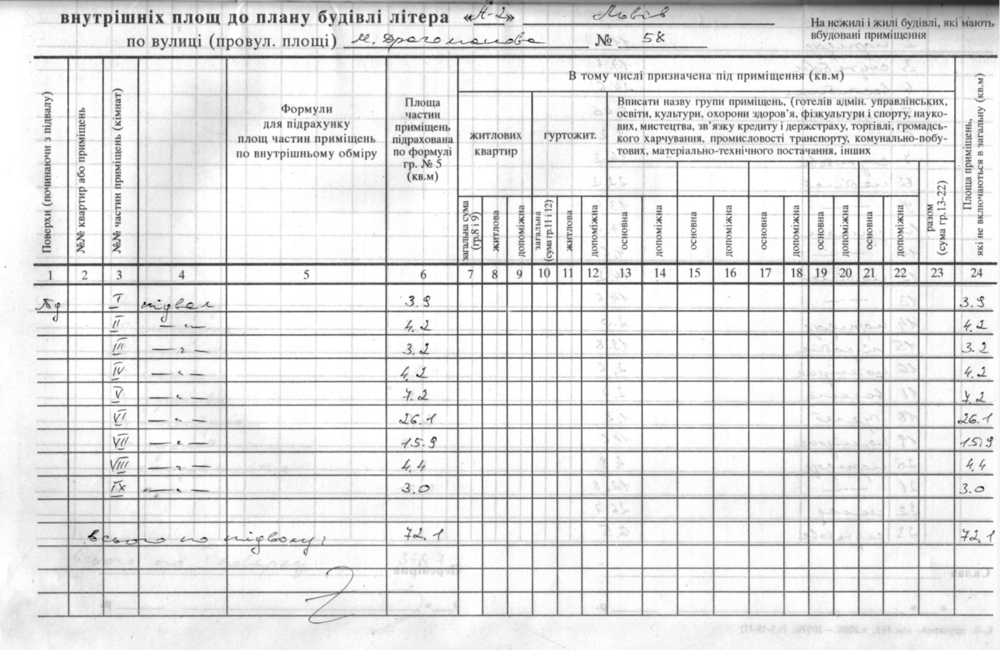 внутрішніх площ до плану будівлі літера «А-2» Львів
по вулиці (провул. площі) М. Драгоманова № 58
На нежилі і жилі будівлі, які мають
вбудовані приміщення
Поверхи (починаючи з підвалу)
№№ квартир або приміщень
№№ частин приміщень (кімнат)
Формули
для підрахунку
площ частин приміщень
по внутрішньому обміру
Площа
частин
приміщень
підрахована
по формулі
гр. № 5
(кв.м)
В тому числі призначена під приміщення (кв.м)
житлових
квартир
гуртожит.
Вписати назву групи приміщень, (готелів адмін. управлінських,
освіти, культури, охорони здоров’я, фізкультури і спорту, науко-
вих, мистецтва, зв’язку кредиту і держстраху, торгівлі, громадсь-
кого харчування, промисловості транспорту, комунально-побу-
тових, матеріально-технічного постачання, інших
загальна сума
(гр.8 і 9)
житлова
допоміжна
загальна
(сума гр.11 і 12)
житлова
допоміжна
основна
допоміжна
основна
допоміжна
основна
допоміжна
основна
допоміжна
основна
допоміжна
разом
(сума гр.13-22)
Площа приміщень,
які не включаються в загальну (кв.м)
1 2 3 4 5 6 7 8 9 10 11 12 13 14 15 16 17 18 19 20 21 22 23 24
Пд I підвал 3.9 3.9
II — „ — 4.2 4.2
III — „ — 3.2 3.2
IV — „ — 4.2 4.2
V — „ — 7.2 7.2
VI — „ — 26.1 26.1
VII — „ — 15.9 15.9
VIII — „ — 4.4 4.4
IX — „ — 3.0 3.0
всього по підвалу: 72.1 72.1